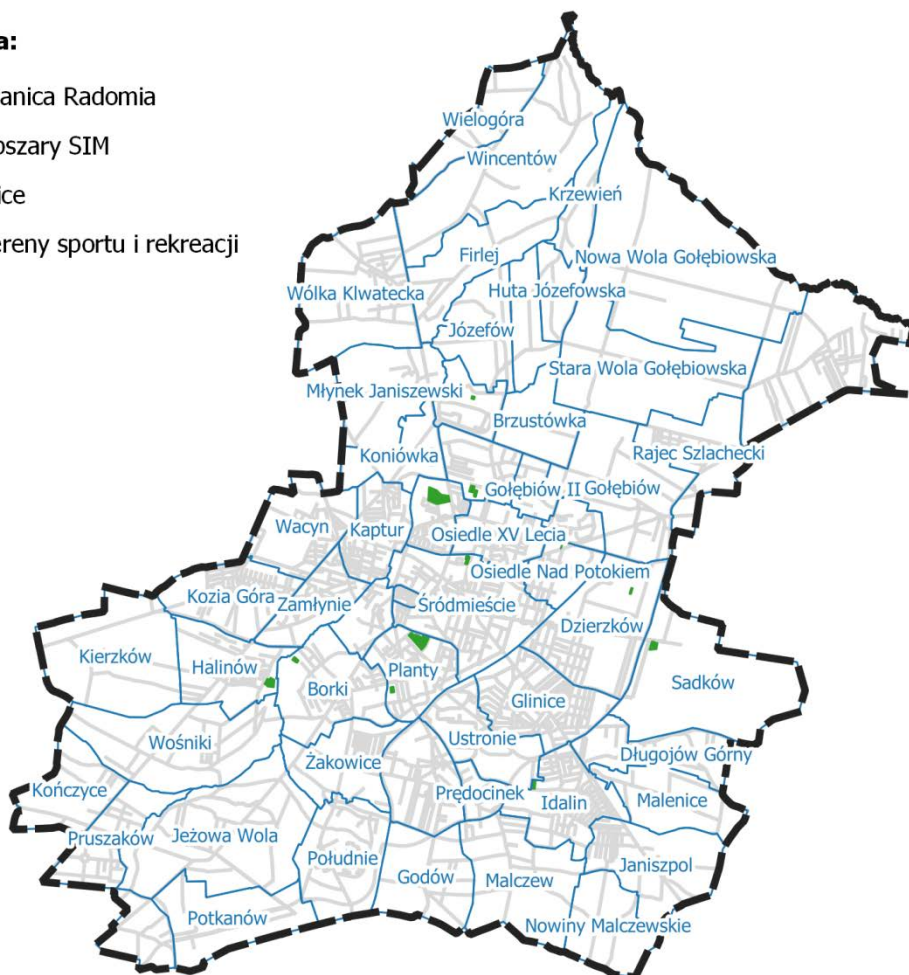 a:
anica Radomia
oszary SIM
ice
ereny sportu i rekreacji
Wielogóra
Wincentów
Krzewień
Firlej
Nowa Wola Gołębiowska
Wólka Klwatecka
Huta Józefowska
Józefów
Stara Wola Gołębiowska
Młynek Janiszewski
Brzustówka
Koniówka
Rajec Szlachecki
Gołębiów II
Gołębiów
Wacyn
Kaptur
Osiedle XV Lecia
Osiedle Nad Potokiem
Kozia Góra
Zamłynie
Śródmieście
Dzierzków
Kierzków
Halinów
Planty
Sadków
Borki
Glinice
Wośniki
Ustronie
Żakowice
Długojów Górny
Kończyce
Prędocinek
Idalin
Malenice
Pruszaków
Jeżowa Wola
Południe
Janiszpol
Godów
Malczew
Potkanów
Nowiny Malczewskie